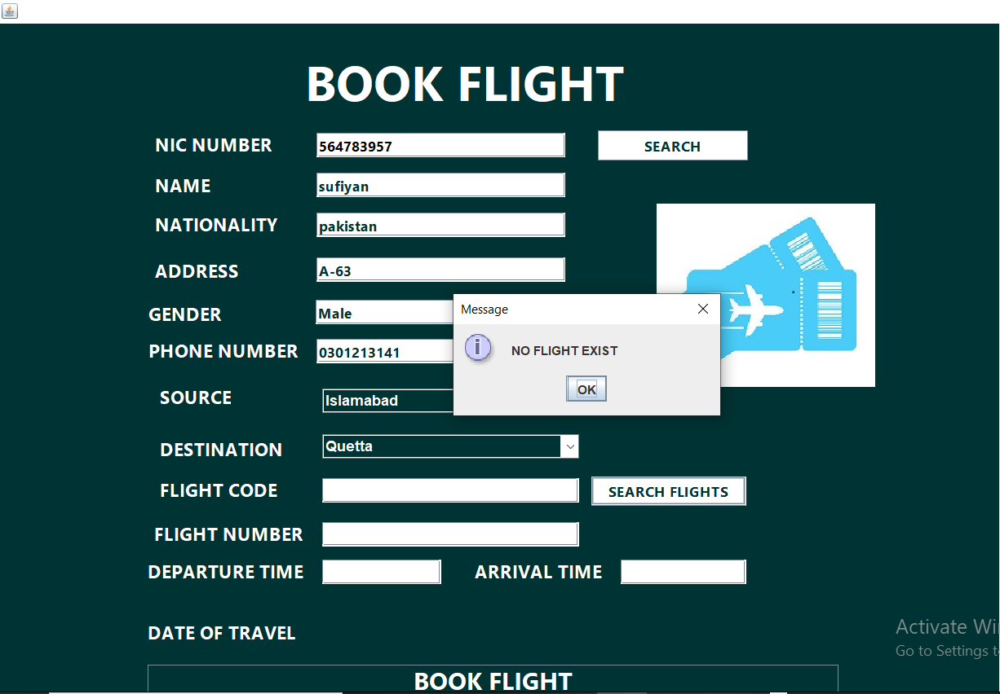 BOOK FLIGHT
NIC NUMBER 564783957 SEARCH
NAME sufiyan
NATIONALITY pakistan
ADDRESS A-63
GENDER Male
Message
PHONE NUMBER 0301213141
NO FLIGHT EXIST
OK
SOURCE Islamabad
DESTINATION Quetta
FLIGHT CODE SEARCH FLIGHTS
FLIGHT NUMBER
DEPARTURE TIME ARRIVAL TIME
DATE OF TRAVEL
Activate Wi
Go to Settings t
BOOK FLIGHT